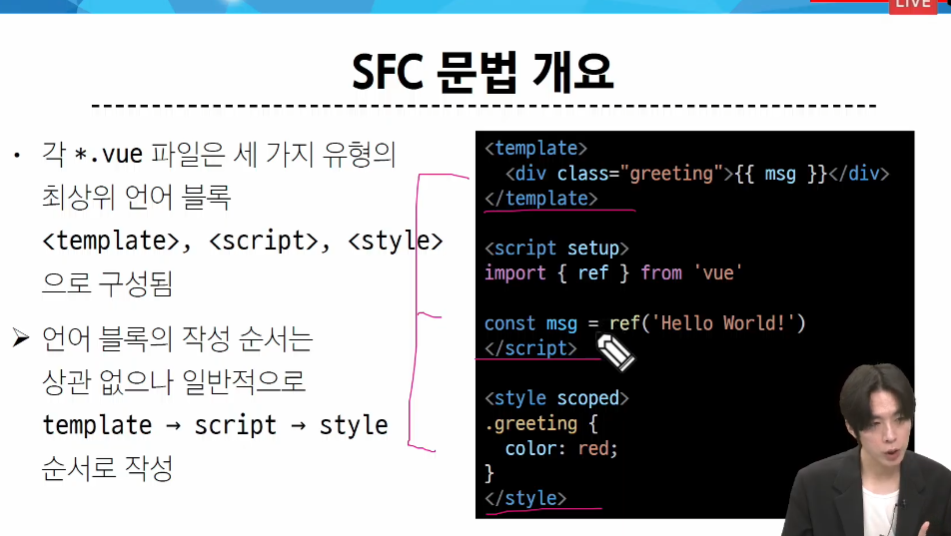 LIVE
SFC 문법 개요
• 각 *.vue 파일은 세 가지 유형의
최상위 언어 블록
<template>, <script>, <style>
으로 구성됨
➢ 언어 블록의 작성 순서는
상관 없으나 일반적으로
template → script → style
순서로 작성
<template>
  <div class="greeting">{{ msg }}</div>
</template>
<script setup>
import { ref } from 'vue'
const msg = ref('Hello World!')
</script>
<style scoped>
.greeting {
  color: red;
}
</style>